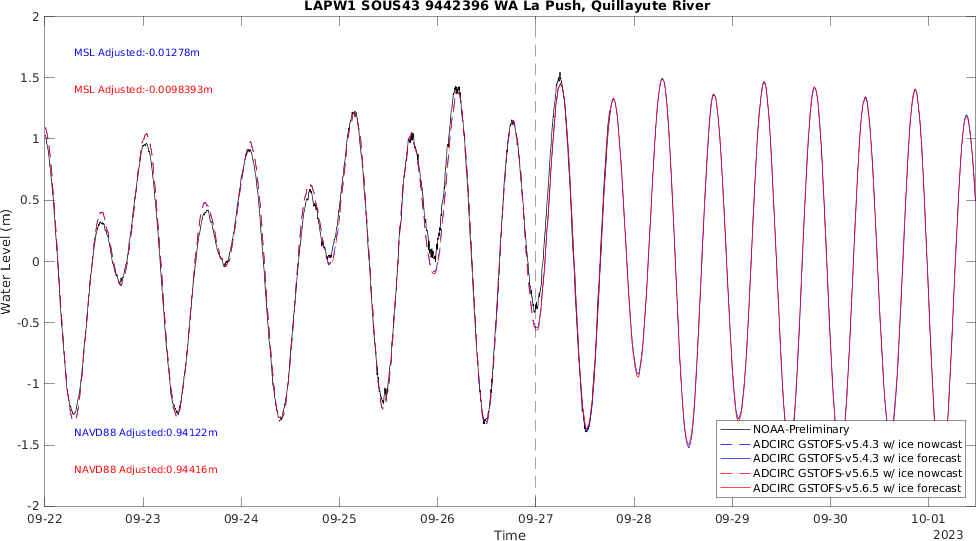 LAPW1 SOUS43 9442396 WA La Push, Quillayute River
2
1.5
1
0.5
0
-0.5
-1
-1.5
-2
Water Level (m)
MSL Adjusted:-0.01278m
MSL Adjusted:-0.0098393m
NAVD88 Adjusted:0.94122m
NAVD88 Adjusted:0.94416m
NOAA-Preliminary
ADCIRC GSTOFS-v5.4.3 w/ ice nowcast
ADCIRC GSTOFS-v5.4.3 w/ ice forecast
ADCIRC GSTOFS-v5.6.5 w/ ice nowcast
ADCIRC GSTOFS-v5.6.5 w/ ice forecast
09-22 09-23 09-24 09-25 09-26 09-27 09-28 09-29 09-30 10-01
Time
2023